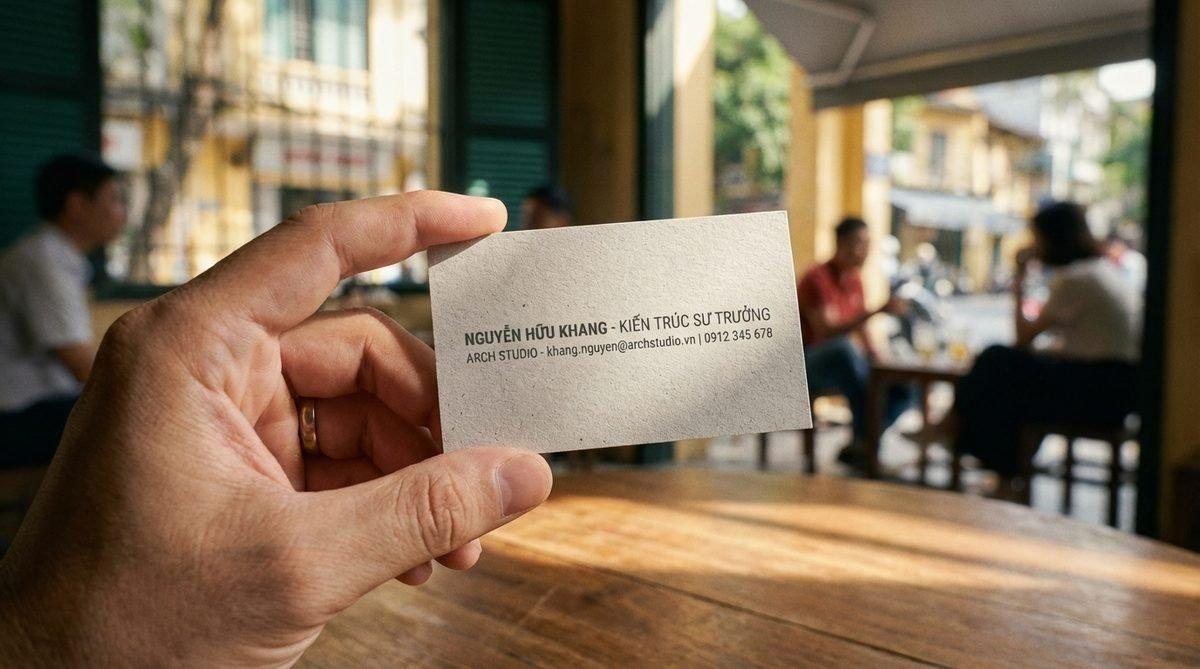 NGUYỄN HỮU KHANG - KIẾN TRÚC SƯ TRƯỞNG
ARCH STUDIO - khang.nguyen@archstudio.vn | 0912 345 678